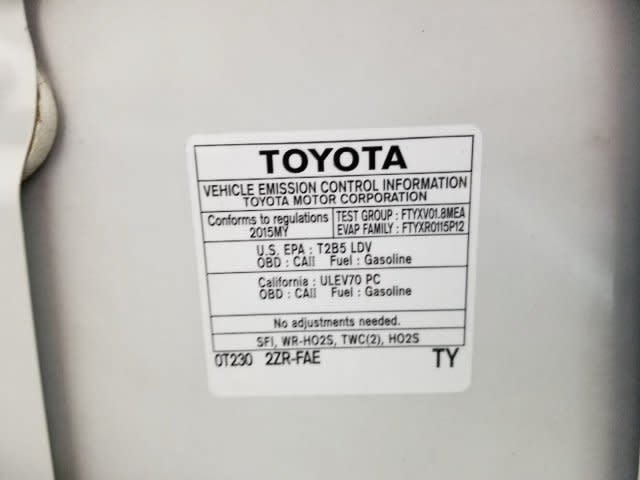 TOYOTA
VEHICLE EMISSION CONTROL INFORMATION
TOYOTA MOTOR CORPORATION
Conforms to regulations
2015MY
TEST GROUP : FTYXV01.8MEA
EVAP FAMILY : FTYXR0115P12
U.S. EPA : T2B5 LDV
OBD : CAII Fuel : Gasoline
California : ULEV70 PC
OBD : CAII Fuel : Gasoline
No adjustments needed.
SFI, WR-HO2S, TWC(2), HO2S
0T230 2ZR-FAE TY